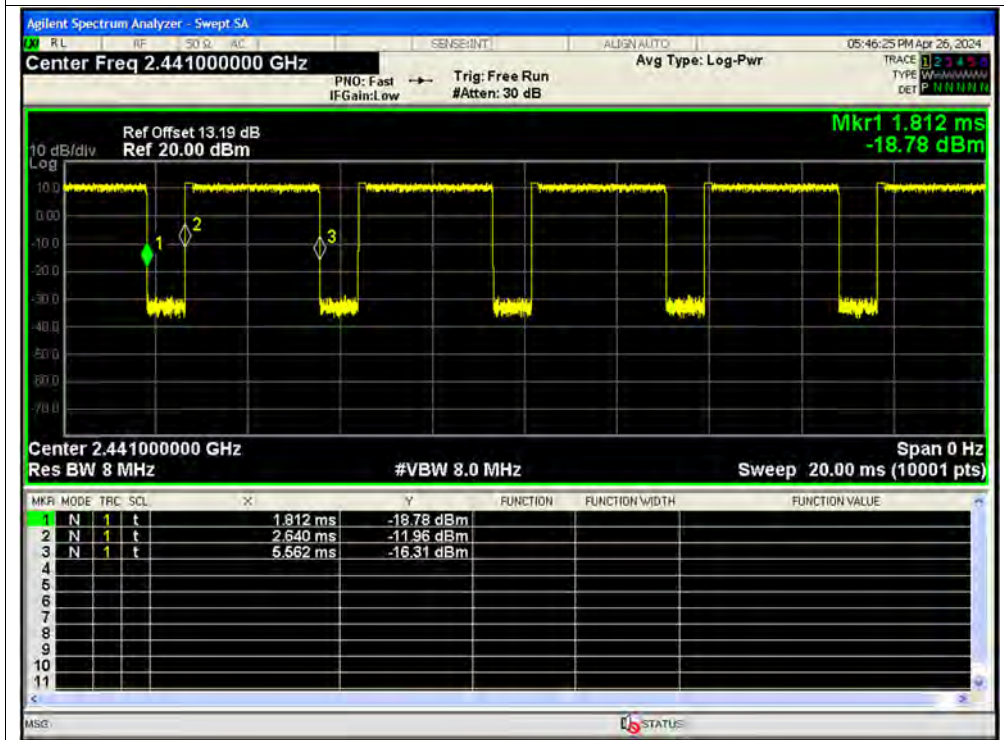 Agilent Spectrum Analyzer - Swept SA
RL RF 50 Ω AC SENSE:INT ALIGN AUTO 05:46:25 PM Apr 26, 2024
Center Freq 2.441000000 GHz Avg Type: Log-Pwr TRACE 1 2 3 4 5 6
PNO: Fast Trig: Free Run TYPE
IFGain:Low #Atten: 30 dB DET P N N N N N
Mkr1 1.812 ms
Ref Offset 13.19 dB
10 dB/div Ref 20.00 dBm -18.78 dBm
Log
10.0
0.00
-10.0
-20.0
-30.0
-40.0
-50.0
-60.0
-70.0
1
2
3
Center 2.441000000 GHz Span 0 Hz
Res BW 8 MHz #VBW 8.0 MHz Sweep 20.00 ms (10001 pts)
MKR MODE TRC SCL X Y FUNCTION FUNCTION WIDTH FUNCTION VALUE
1 N 1 t 1.812 ms -18.78 dBm
2 N 1 t 2.640 ms -11.96 dBm
3 N 1 t 5.562 ms -16.31 dBm
4
5
6
7
8
9
10
11
MSG STATUS